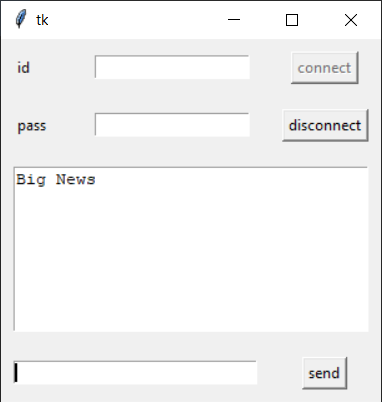 tk
id connect
pass disconnect
Big News
send